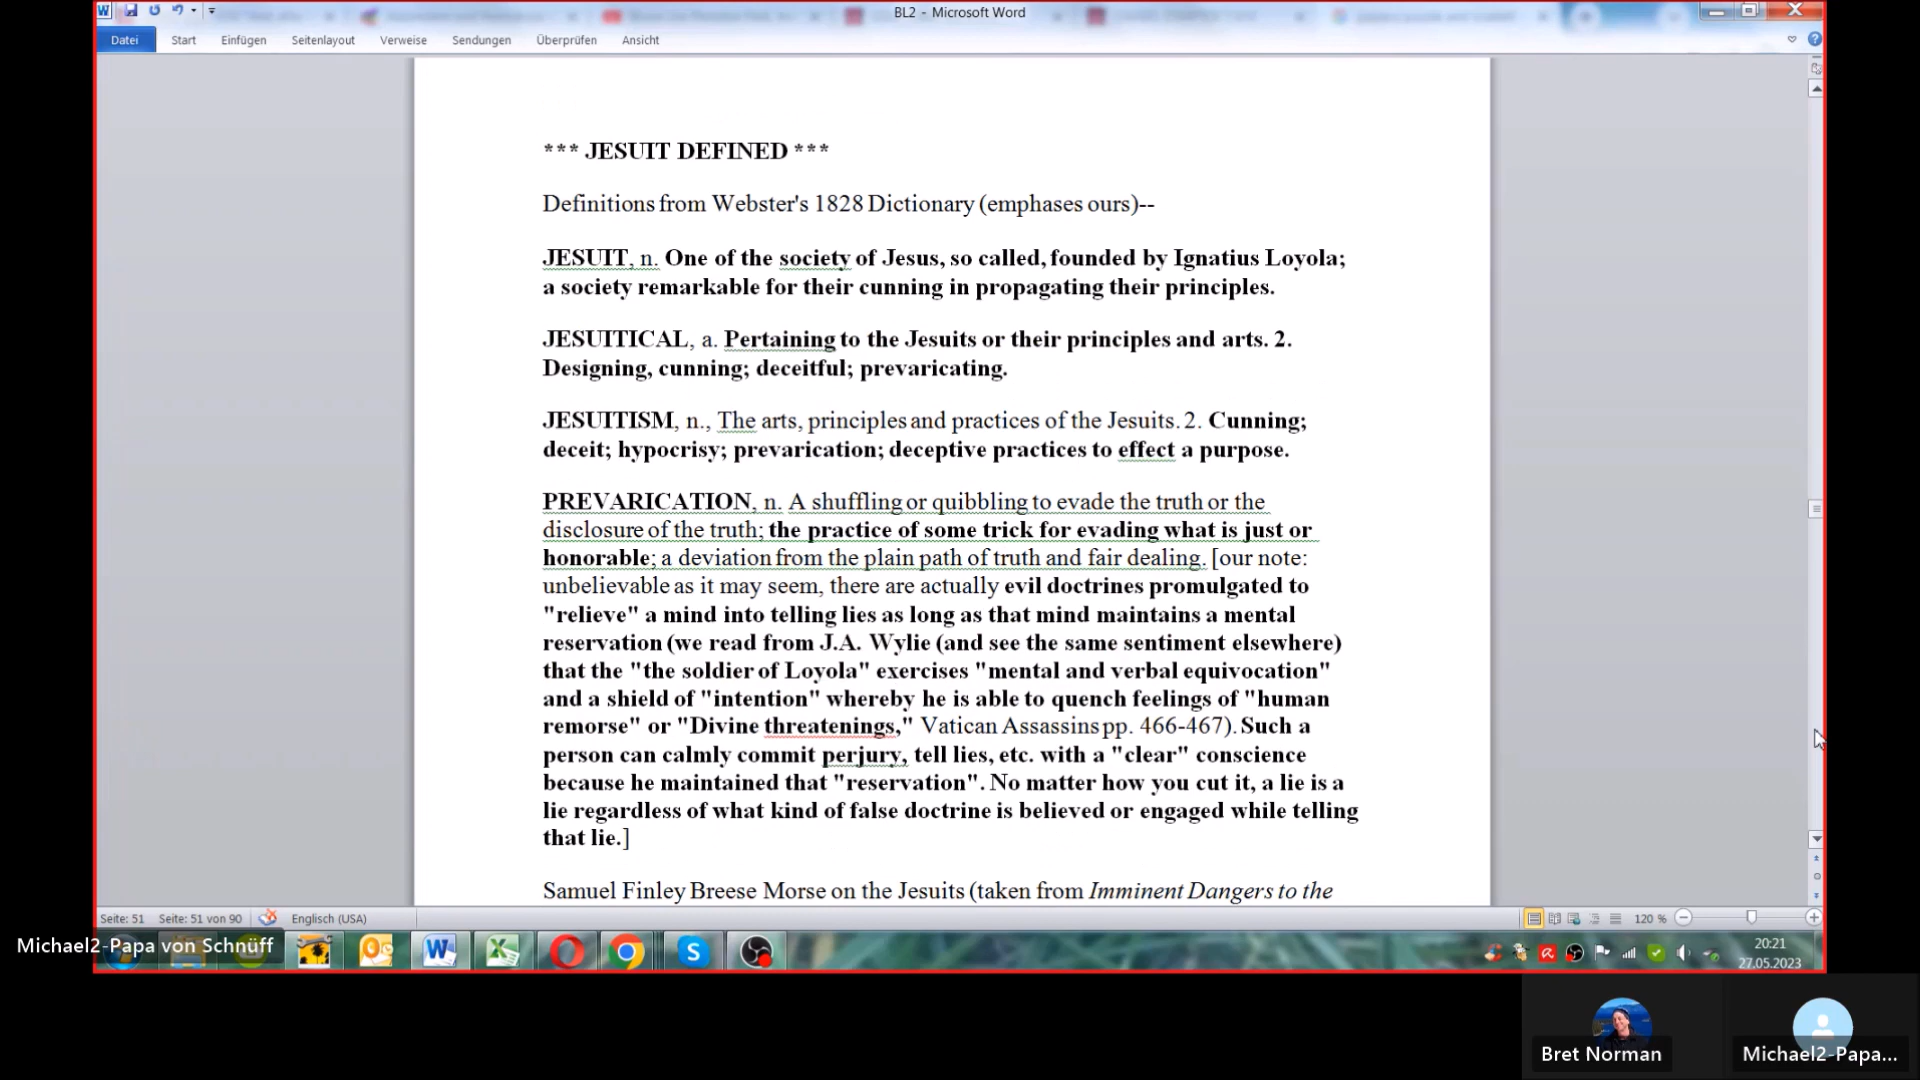 BL2 - Microsoft Word
Datei Start Einfügen Seitenlayout Verweise Sendungen Überprüfen Ansicht
*** JESUIT DEFINED ***
Definitions from Webster's 1828 Dictionary (emphases ours)--
JESUIT, n. One of the society of Jesus, so called, founded by Ignatius Loyola;
a society remarkable for their cunning in propagating their principles.
JESUITICAL, a. Pertaining to the Jesuits or their principles and arts. 2.
Designing, cunning; deceitful; prevaricating.
JESUITISM, n., The arts, principles and practices of the Jesuits. 2. Cunning;
deceit; hypocrisy; prevarication; deceptive practices to effect a purpose.
PREVARICATION, n. A shuffling or quibbling to evade the truth or the
disclosure of the truth; the practice of some trick for evading what is just or
honorable; a deviation from the plain path of truth and fair dealing. [our note:
unbelievable as it may seem, there are actually evil doctrines promulgated to
"relieve" a mind into telling lies as long as that mind maintains a mental
reservation (we read from J.A. Wylie (and see the same sentiment elsewhere)
that the "the soldier of Loyola" exercises "mental and verbal equivocation"
and a shield of "intention" whereby he is able to quench feelings of "human
remorse" or "Divine threatenings," Vatican Assassins pp. 466-467). Such a
person can calmly commit perjury, tell lies, etc. with a "clear" conscience
because he maintained that "reservation". No matter how you cut it, a lie is a
lie regardless of what kind of false doctrine is believed or engaged while telling
that lie.]
Samuel Finley Breese Morse on the Jesuits (taken from Imminent Dangers to the
Seite: 51 Seite: 51 von 90 Englisch (USA) 120 %
Michael2-Papa von Schnüff
20:21
27.05.2023
Bret Norman
Michael2-Papa...